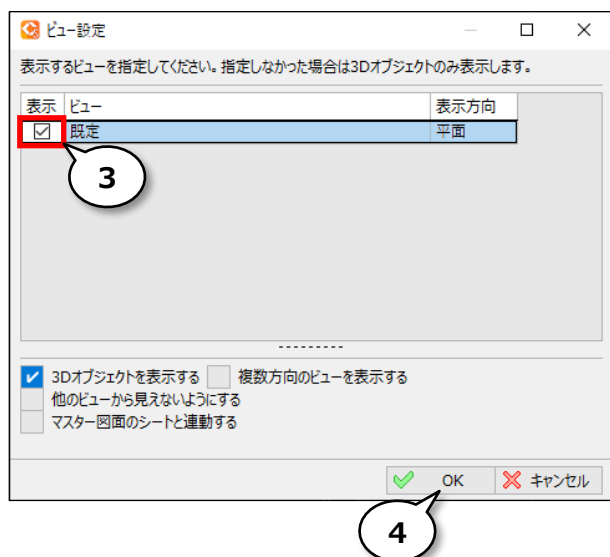 ビュー設定
表示するビューを指定してください。指定しなかった場合は3Dオブジェクトのみ表示します。
表示 ビュー 表示方向
既定 平面
3
3Dオブジェクトを表示する 複数方向のビューを表示する
他のビューから見えないようにする
マスター図面のシートと連動する
OK キャンセル
4